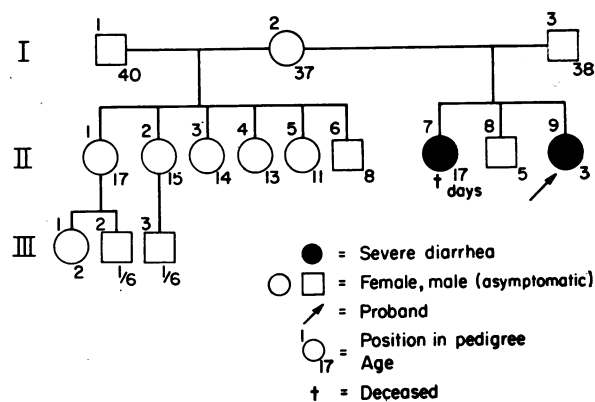 1 2 3
I
40 37 38
1 2 3 4 5 6 7 8 9
II
17 15 14 13 11 8 † 17 days 5 3
1 2 3
III
2 1/6 1/6
= Severe diarrhea
= Female, male (asymptomatic)
= Proband
1
= Position in pedigree
17 Age
† = Deceased